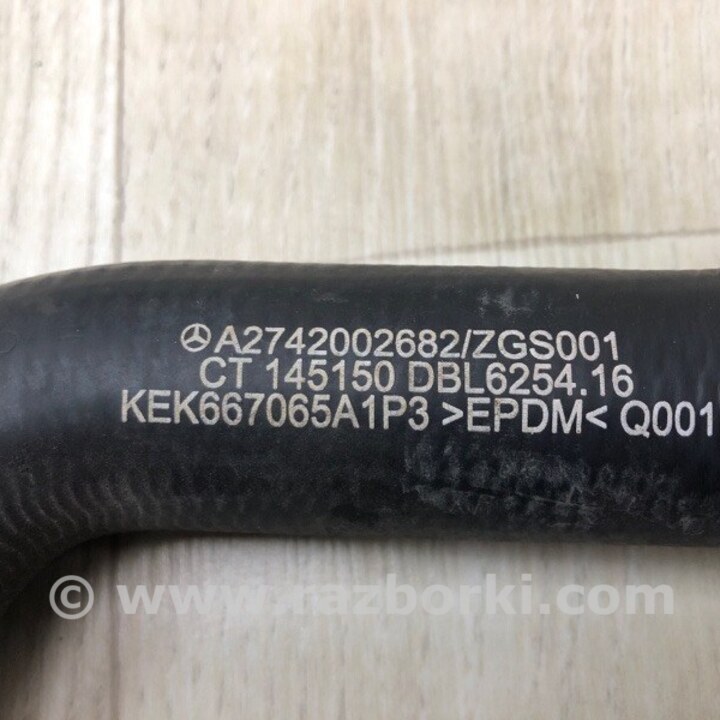 A2742002682/ZGS001
CT 145150 DBL6254.16
KEK667065A1P3 >EPDM< Q001
© www.razborki.com